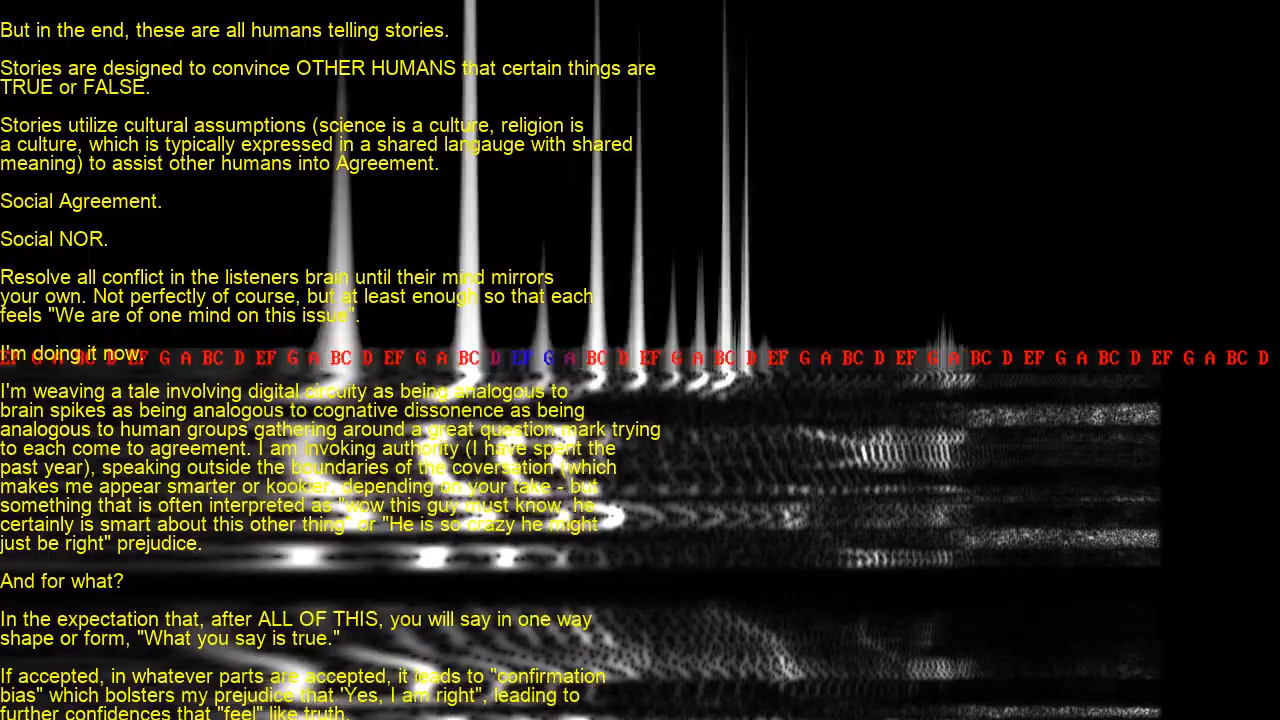 But in the end, these are all humans telling stories.
Stories are designed to convince OTHER HUMANS that certain things are
TRUE or FALSE.
Stories utilize cultural assumptions (science is a culture, religion is
a culture, which is typically expressed in a shared langauge with shared
meaning) to assist other humans into Agreement.
Social Agreement.
Social NOR.
Resolve all conflict in the listeners brain until their mind mirrors
your own. Not perfectly of course, but at least enough so that each
feels "We are of one mind on this issue".
I'm doing it now.
EF G A BC D EF G A BC D EF G A BC D EF G A BC D EF G A BC D EF G A BC D EF G A BC D EF G A BC D EF G A BC D
I'm weaving a tale involving digital circuity as being analogous to
brain spikes as being analogous to cognative dissonence as being
analogous to human groups gathering around a great question mark trying
to each come to agreement. I am invoking authority (I have spent the
past year), speaking outside the boundaries of the coversation (which
makes me appear smarter or kookier, depending on your take - but
something that is often interpreted as "wow this guy must know, he
certainly is smart about this other thing" or "He is so crazy he might
just be right" prejudice.
And for what?
In the expectation that, after ALL OF THIS, you will say in one way
shape or form, "What you say is true."
If accepted, in whatever parts are accepted, it leads to "confirmation
bias" which bolsters my prejudice that 'Yes, I am right", leading to
further confidences that "feel" like truth.